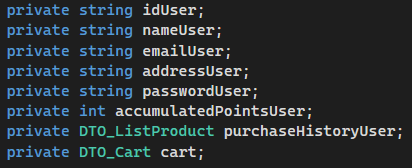 private string idUser;
private string nameUser;
private string emailUser;
private string addressUser;
private string passwordUser;
private int accumulatedPointsUser;
private DTO_ListProduct purchaseHistoryUser;
private DTO_Cart cart;